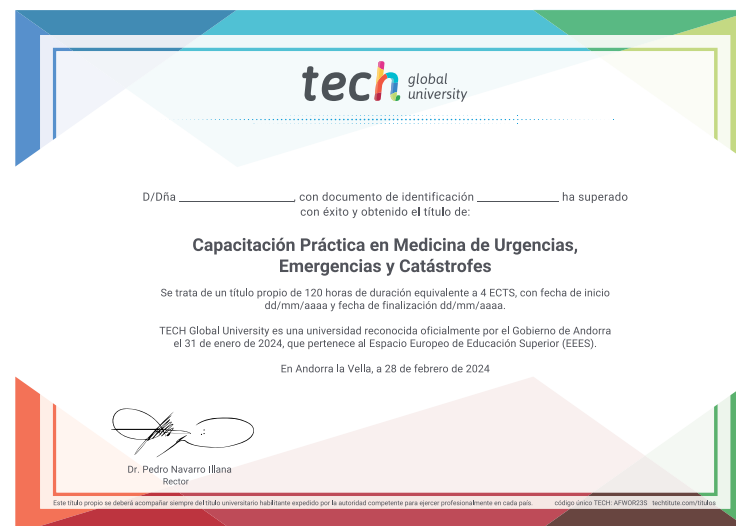 tech global university
D/Dña ____________, con documento de identificación ____________ ha superado
con éxito y obtenido el título de:
Capacitación Práctica en Medicina de Urgencias,
Emergencias y Catástrofes
Se trata de un título propio de 120 horas de duración equivalente a 4 ECTS, con fecha de inicio
dd/mm/aaaa y fecha de finalización dd/mm/aaaa.
TECH Global University es una universidad reconocida oficialmente por el Gobierno de Andorra
el 31 de enero de 2024, que pertenece al Espacio Europeo de Educación Superior (EEES).
En Andorra la Vella, a 28 de febrero de 2024
Dr. Pedro Navarro Illana
Rector
Este título propio se deberá acompañar siempre del título universitario habilitante expedido por la autoridad competente para ejercer profesionalmente en cada país. código único TECH: AFWOR23S techtitute.com/títulos